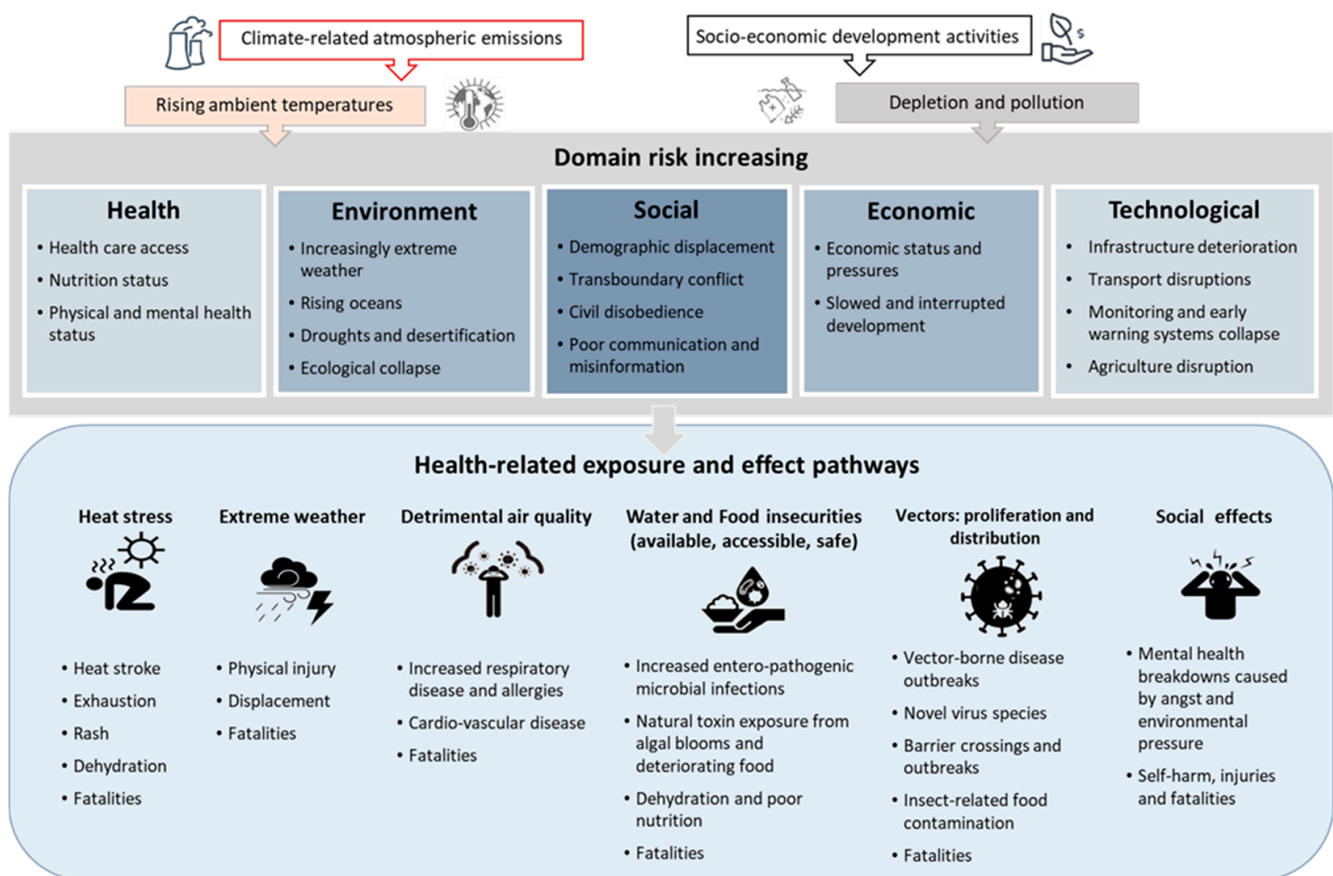 Climate-related atmospheric emissions
Socio-economic development activities
$
Rising ambient temperatures
Depletion and pollution
Domain risk increasing
Health
• Health care access
• Nutrition status
• Physical and mental health
status
Environment
• Increasingly extreme
weather
• Rising oceans
• Droughts and desertification
• Ecological collapse
Social
• Demographic displacement
• Transboundary conflict
• Civil disobedience
• Poor communication and
misinformation
Economic
• Economic status and
pressures
• Slowed and interrupted
development
Technological
• Infrastructure deterioration
• Transport disruptions
• Monitoring and early
warning systems collapse
• Agriculture disruption
Health-related exposure and effect pathways
Heat stress
• Heat stroke
• Exhaustion
• Rash
• Dehydration
• Fatalities
Extreme weather
• Physical injury
• Displacement
• Fatalities
Detrimental air quality
• Increased respiratory
disease and allergies
• Cardio-vascular disease
• Fatalities
Water and Food insecurities
(available, accessible, safe)
• Increased entero-pathogenic
microbial infections
• Natural toxin exposure from
algal blooms and
deteriorating food
• Dehydration and poor
nutrition
• Fatalities
Vectors: proliferation and
distribution
• Vector-borne disease
outbreaks
• Novel virus species
• Barrier crossings and
outbreaks
• Insect-related food
contamination
• Fatalities
Social effects
• Mental health
breakdowns caused
by angst and
environmental
pressure
• Self-harm, injuries
and fatalities